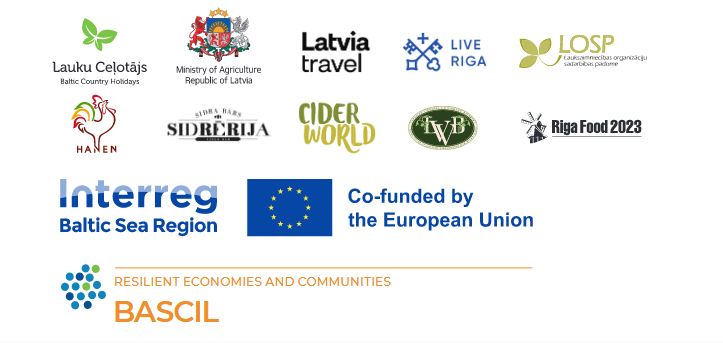 Lauku Ceļotājs
Baltic Country Holidays
Ministry of Agriculture
Republic of Latvia
Latvia
travel
LIVE
RIGA
LOSP
Lauksaimniecības organizāciju
sadarbības padome
HANEN
SIDRA BĀRS
SIDRĒRIJA
CIDER
WORLD
LWB
Riga Food 2023
Interreg
Baltic Sea Region
Co-funded by
the European Union
RESILIENT ECONOMIES AND COMMUNITIES
BASCIL